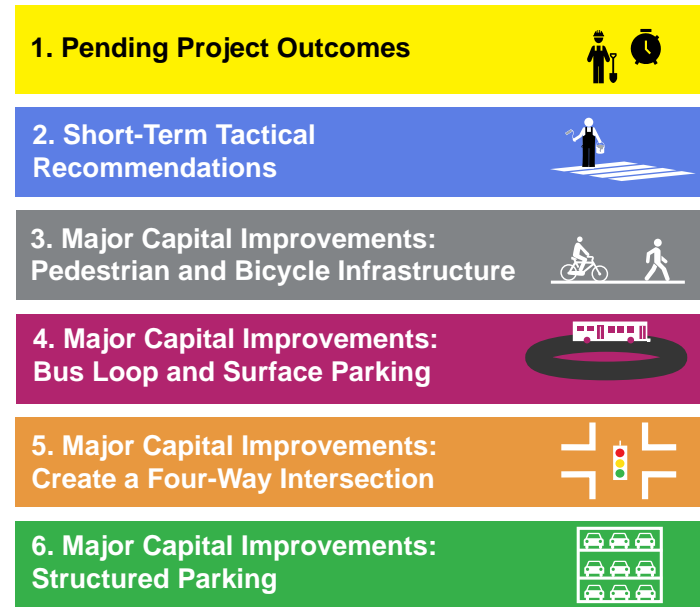 1. Pending Project Outcomes
2. Short-Term Tactical
Recommendations
3. Major Capital Improvements:
Pedestrian and Bicycle Infrastructure
4. Major Capital Improvements:
Bus Loop and Surface Parking
5. Major Capital Improvements:
Create a Four-Way Intersection
6. Major Capital Improvements:
Structured Parking